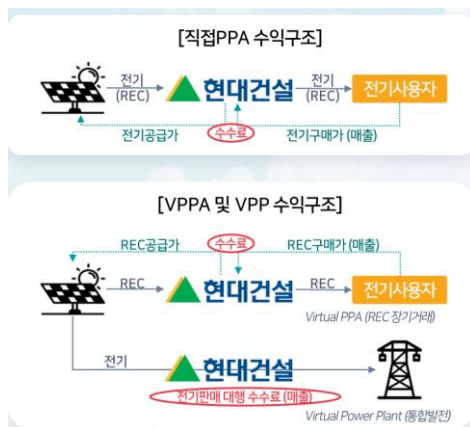 [직접PPA 수익구조]
전기
(REC)
현대건설
전기
(REC)
전기사용자
전기공급가
수수료
전기구매가 (매출)
[VPPA 및 VPP 수익구조]
REC공급가
수수료
REC구매가 (매출)
REC
현대건설
REC
전기사용자
Virtual PPA (REC 장기거래)
전기
현대건설
전기판매 대행 수수료 (매출)
Virtual Power Plant (통합발전)